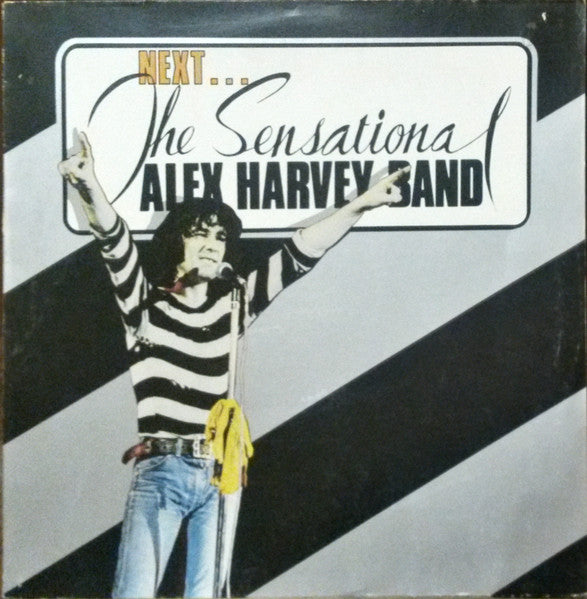 NEXT...
The Sensational
ALEX HARVEY BAND